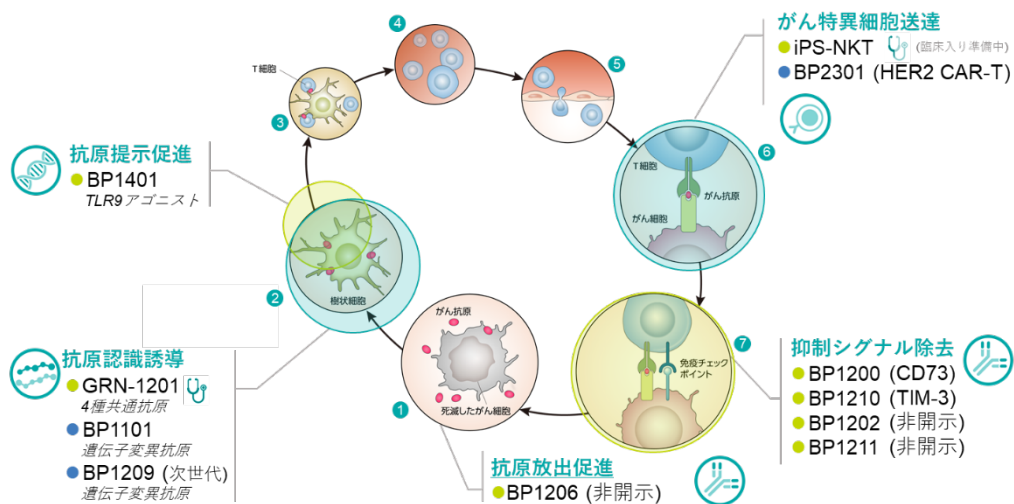 がん特異細胞送達
iPS-NKT (臨床入り準備中)
BP2301 (HER2 CAR-T)
4
5
T細胞
3
6
T細胞
がん抗原
がん細胞
抗原提示促進
BP1401
TLR9アゴニスト
2
樹状細胞
がん抗原
1
死滅したがん細胞
7
免疫チェック
ポイント
抗原認識誘導
GRN-1201
4種共通抗原
BP1101
遺伝子変異抗原
BP1209 (次世代)
遺伝子変異抗原
抑制シグナル除去
BP1200 (CD73)
BP1210 (TIM-3)
BP1202 (非開示)
BP1211 (非開示)
抗原放出促進
BP1206 (非開示)